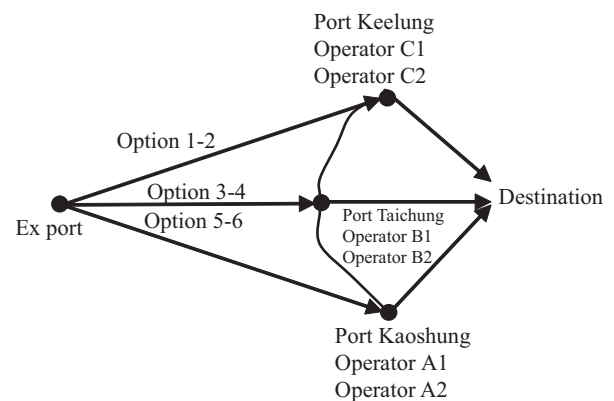 Port Keelung
Operator C1
Operator C2
Option 1-2
Option 3-4
Destination
Ex port
Option 5-6
Port Taichung
Operator B1
Operator B2
Port Kaoshung
Operator A1
Operator A2